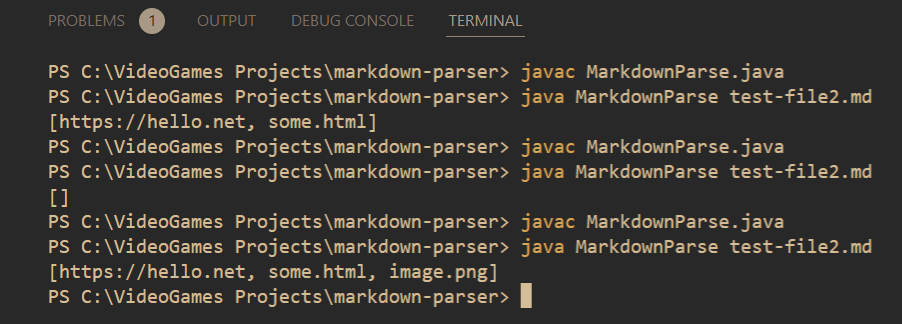 PROBLEMS 1 OUTPUT DEBUG CONSOLE TERMINAL
PS C:\VideoGames Projects\markdown-parser> javac MarkdownParse.java
PS C:\VideoGames Projects\markdown-parser> java MarkdownParse test-file2.md
[https://hello.net, some.html]
PS C:\VideoGames Projects\markdown-parser> javac MarkdownParse.java
PS C:\VideoGames Projects\markdown-parser> java MarkdownParse test-file2.md
[]
PS C:\VideoGames Projects\markdown-parser> javac MarkdownParse.java
PS C:\VideoGames Projects\markdown-parser> java MarkdownParse test-file2.md
[https://hello.net, some.html, image.png]
PS C:\VideoGames Projects\markdown-parser>